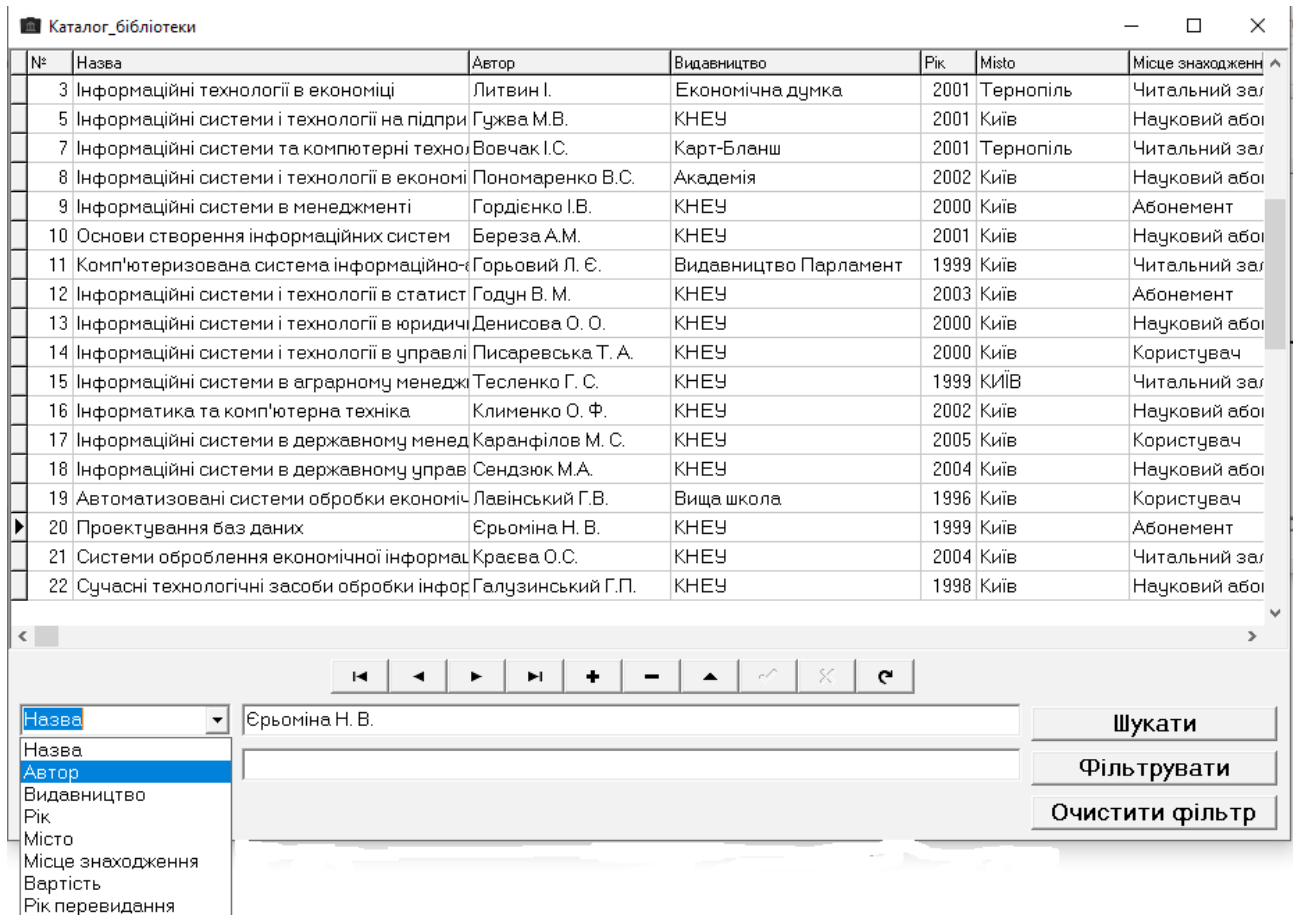 Каталог_бібліотеки
№ Назва Автор Видавництво Рік Місto Місце знаходженн
3 Інформаційні технології в економіці Литвин І. Економічна думка 2001 Тернопіль Читальний зал
5 Інформаційні системи і технології на підпри Гужва М.В. КНЕУ 2001 Київ Науковий або
7 Інформаційні системи та компютерні техно Вовчак І.С. Карт-Бланш 2001 Тернопіль Читальний зал
8 Інформаційні системи і технології в економі Пономаренко В.С. Академія 2002 Київ Науковий або
9 Інформаційні системи в менеджменті Гордієнко І.В. КНЕУ 2000 Київ Абонемент
10 Основи створення інформаційних систем Береза А.М. КНЕУ 2001 Київ Науковий або
11 Комп'ютеризована система інформаційно- Горьовий Л. Є. Видавництво Парламент 1999 Київ Читальний зал
12 Інформаційні системи і технології в статист Годун В. М. КНЕУ 2003 Київ Абонемент
13 Інформаційні системи і технології в юридич Денисова О. О. КНЕУ 2000 Київ Науковий або
14 Інформаційні системи і технології в управлі Писаревська Т. А. КНЕУ 2000 Київ Користувач
15 Інформаційні системи в аграрному менедж Тесленко Г. С. КНЕУ 1999 КИЇВ Читальний зал
16 Інформатика та комп'ютерна техніка Клименко О. Ф. КНЕУ 2002 Київ Науковий або
17 Інформаційні системи в державному менед Каранфілов М. С. КНЕУ 2005 Київ Користувач
18 Інформаційні системи в державному управ Сендзюк М.А. КНЕУ 2004 Київ Науковий або
19 Автоматизовані системи обробки економіч Лавінський Г.В. Вища школа 1996 Київ Користувач
20 Проектування баз даних Єрьоміна Н. В. КНЕУ 1999 Київ Абонемент
21 Системи оброблення економічної інформац Краєва О.С. КНЕУ 2004 Київ Читальний зал
22 Сучасні технологічні засоби обробки інфор Галузинський Г.П. КНЕУ 1998 Київ Науковий або
Назва Єрьоміна Н. В. Шукати
Назва
Автор Фільтрувати
Видавництво
Рік Очистити фільтр
Місто
Місце знаходження
Вартість
Рік перевидання